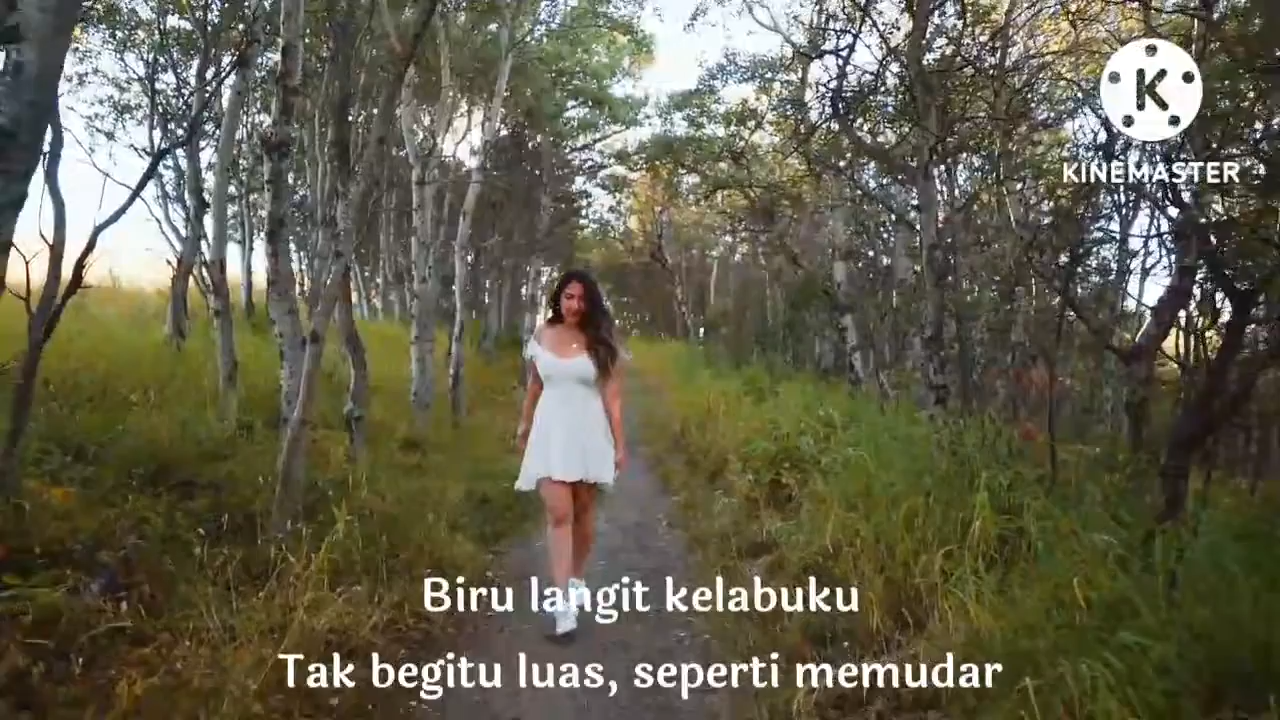 K
KINEMASTER
Biru langit kelabuku
Tak begitu luas, seperti memudar